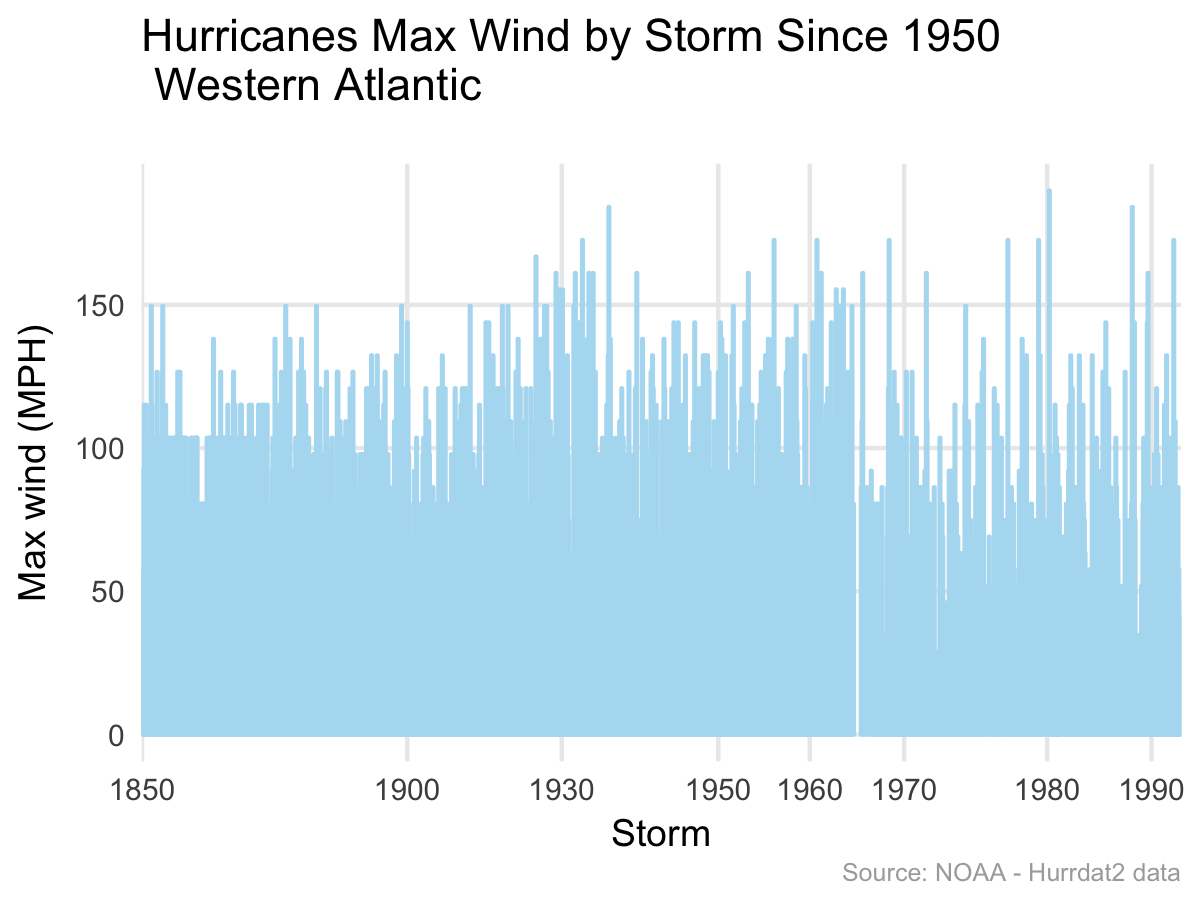 Hurricanes Max Wind by Storm Since 1950
Western Atlantic
Max wind (MPH)
150
100
50
0
1850 1900 1930 1950 1960 1970 1980 1990
Storm
Source: NOAA - Hurrdat2 data